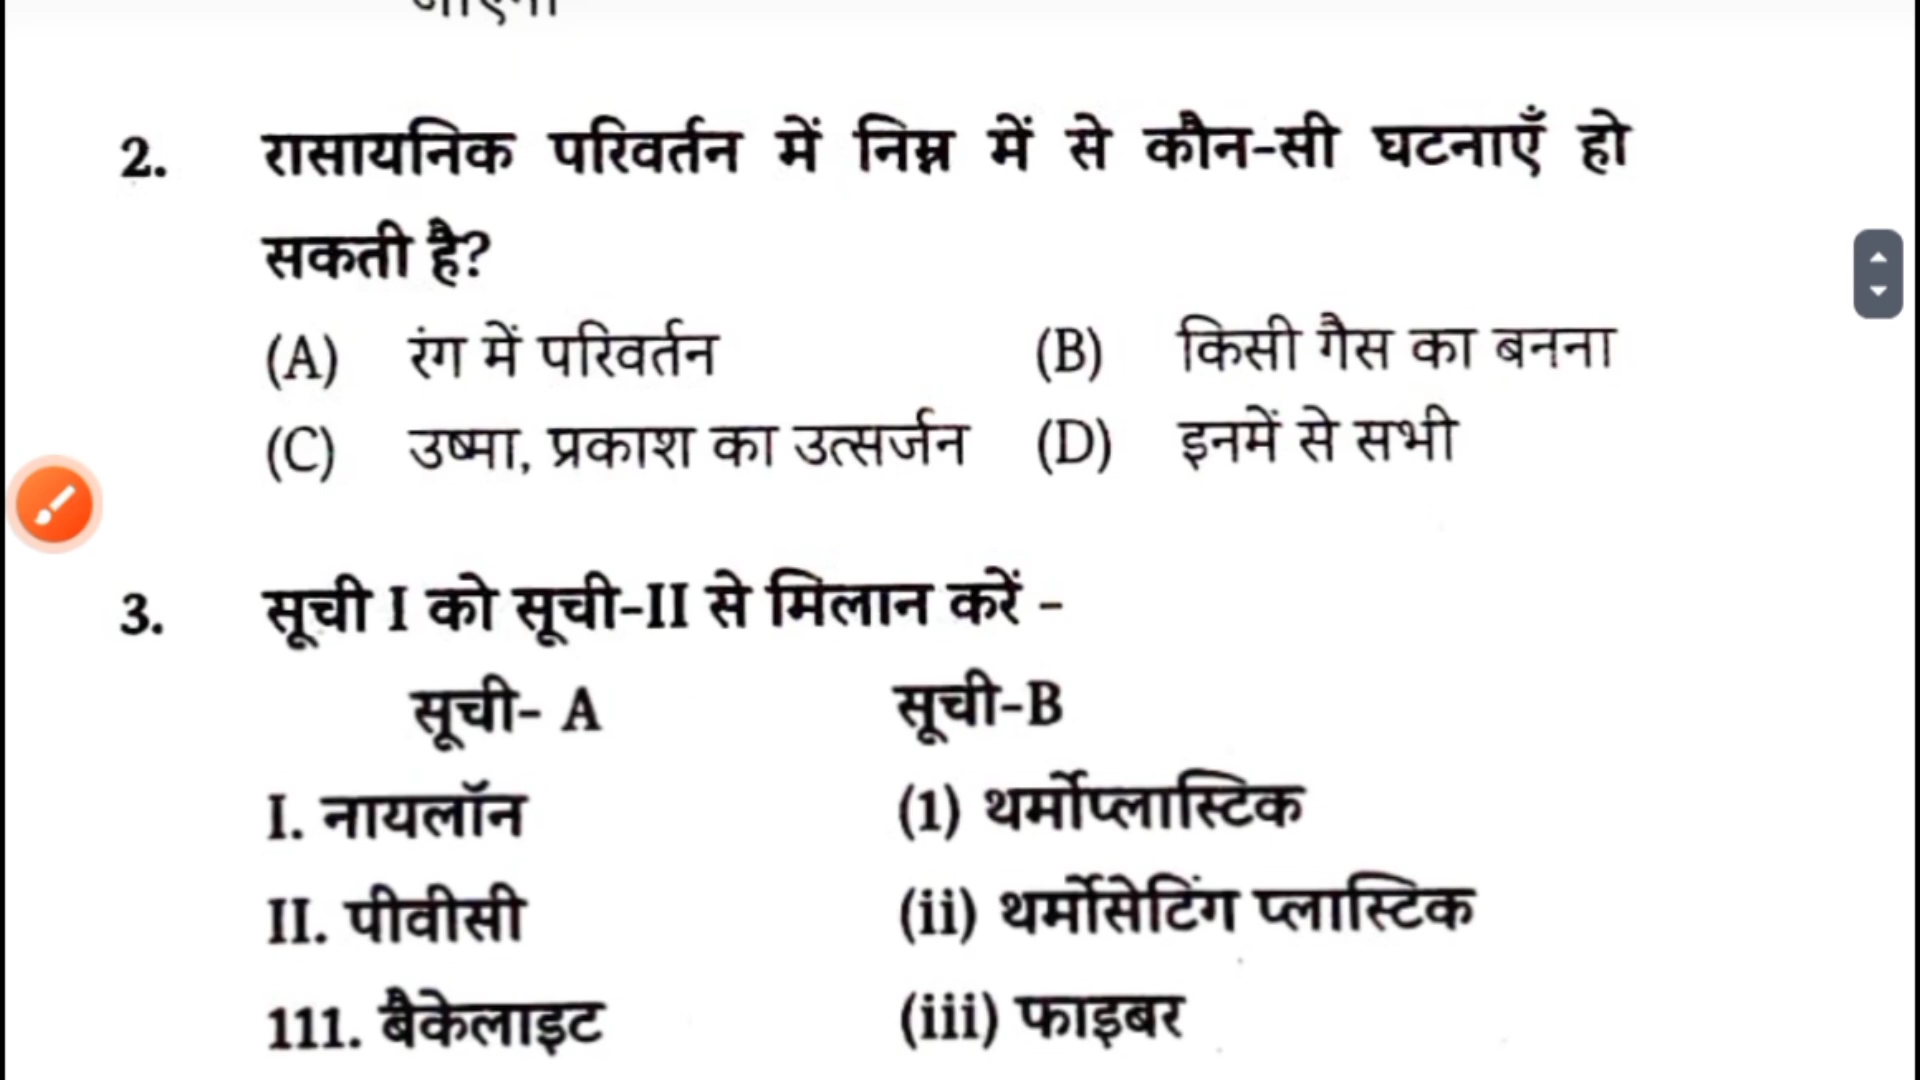 2. रासायनिक परिवर्तन में निम्न में से कौन-सी घटनाएँ हो
सकती है?
(A) रंग में परिवर्तन (B) किसी गैस का बनना
(C) उष्मा, प्रकाश का उत्सर्जन (D) इनमें से सभी
3. सूची I को सूची-II से मिलान करें -
सूची- A सूची-B
I. नायलॉन (1) थर्मोप्लास्टिक
II. पीवीसी (ii) थर्मोसेटिंग प्लास्टिक
111. बैकेलाइट (iii) फाइबर